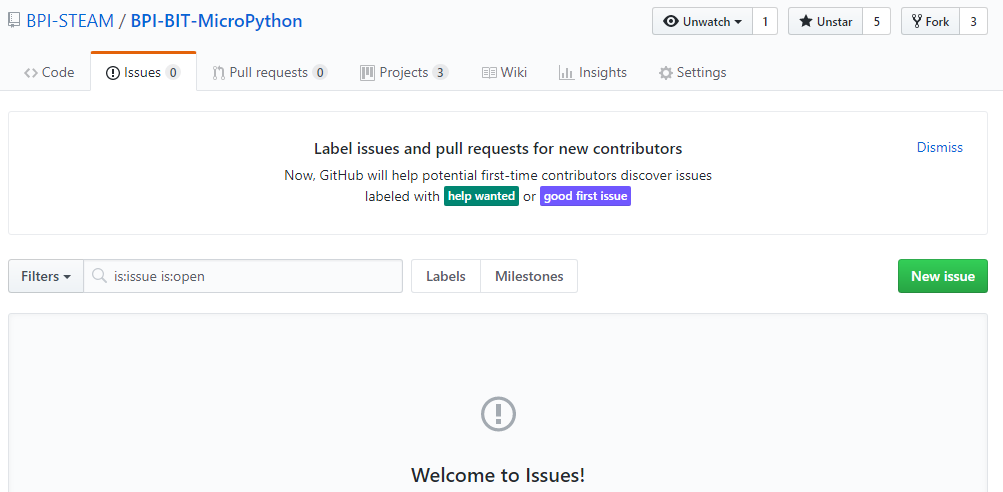 BPI-STEAM / BPI-BIT-MicroPython Unwatch 1 Unstar 5 Fork 3
Code Issues 0 Pull requests 0 Projects 3 Wiki Insights Settings
Label issues and pull requests for new contributors Dismiss
Now, GitHub will help potential first-time contributors discover issues
labeled with help wanted or good first issue
Filters is:issue is:open Labels Milestones New issue
Welcome to Issues!